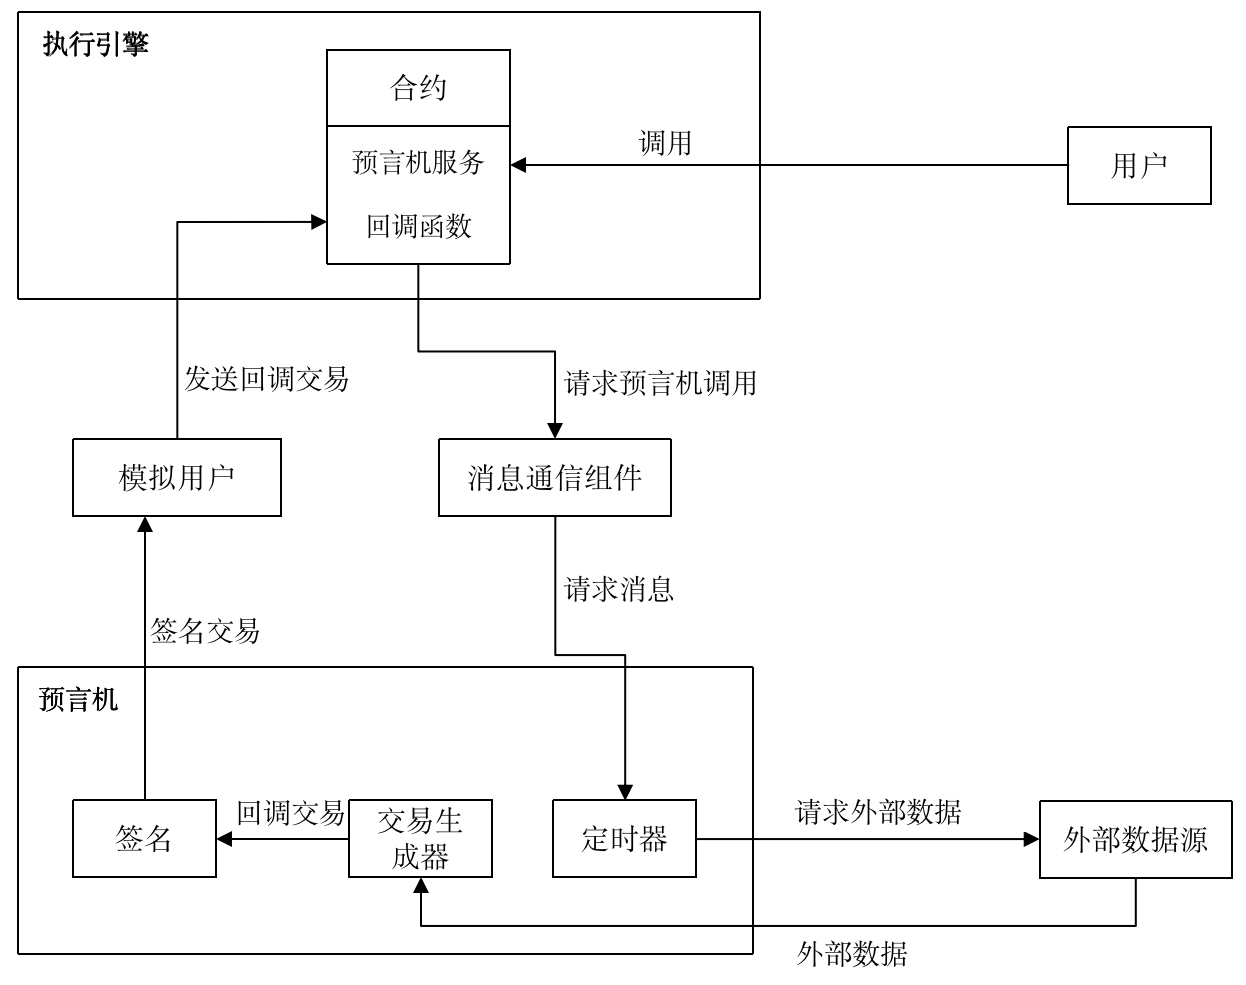 执行引擎
合约
预言机服务
回调函数
调用
用户
发送回调交易
请求预言机调用
模拟用户
消息通信组件
请求消息
签名交易
预言机
签名
回调交易
交易生
成器
定时器
请求外部数据
外部数据源
外部数据